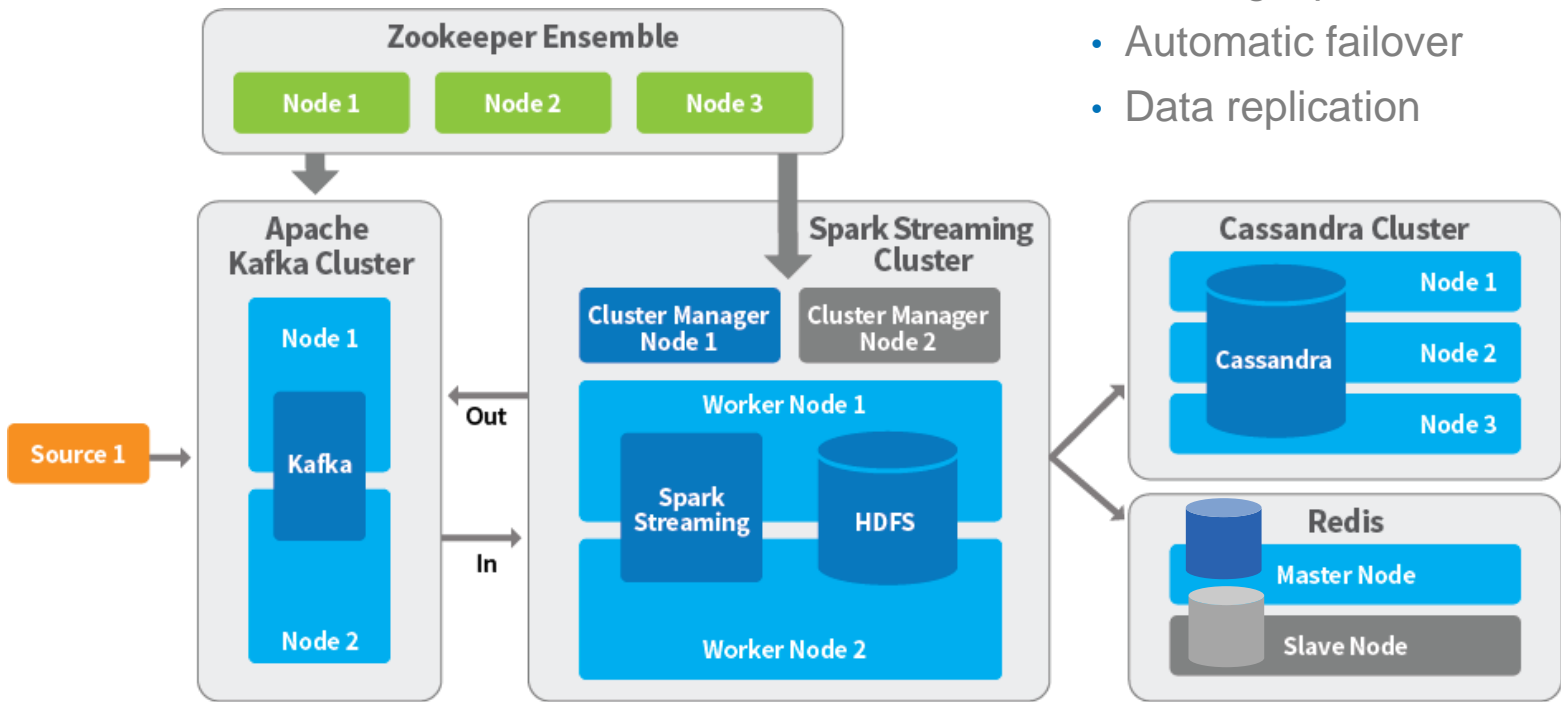 Zookeeper Ensemble
Node 1
Node 2
Node 3
• Automatic failover
• Data replication
Source 1
Apache
Kafka Cluster
Node 1
Kafka
Node 2
Out
In
Spark Streaming
Cluster
Cluster Manager
Node 1
Cluster Manager
Node 2
Worker Node 1
Spark
Streaming
HDFS
Worker Node 2
Cassandra Cluster
Node 1
Node 2
Node 3
Cassandra
Redis
Master Node
Slave Node